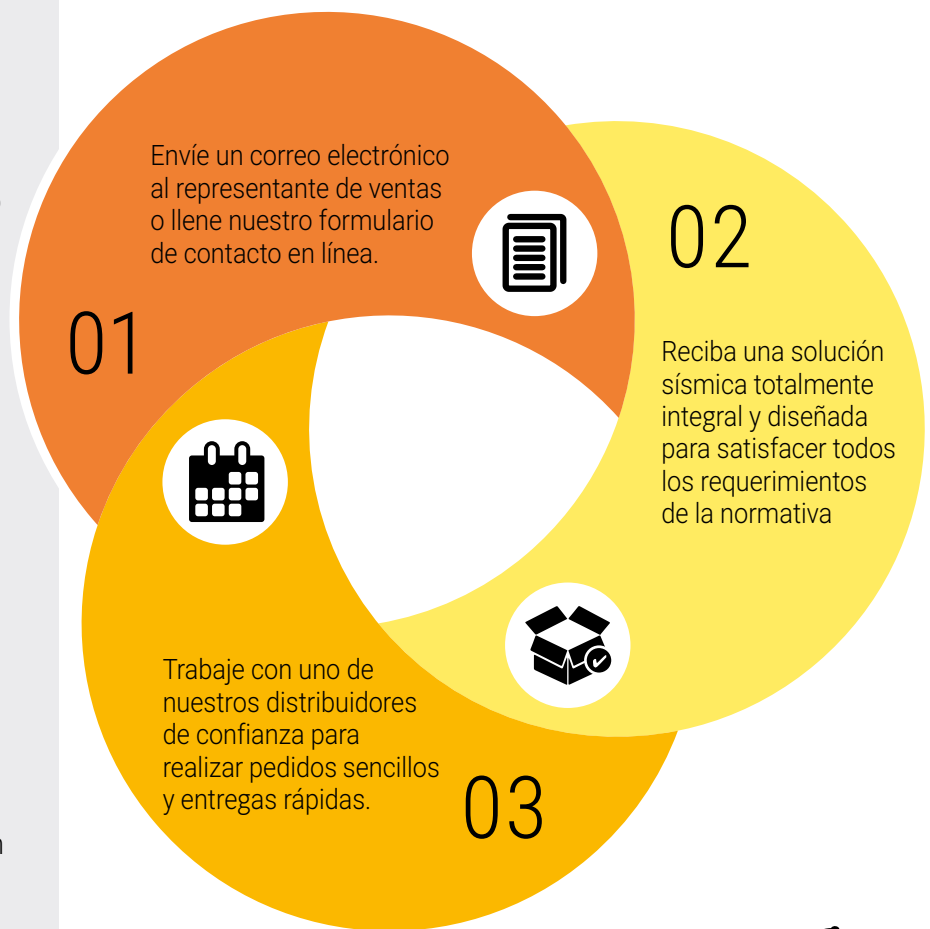 01
Envíe un correo electrónico
al representante de ventas
o llene nuestro formulario
de contacto en línea.
02
Reciba una solución
sísmica totalmente
integral y diseñada
para satisfacer todos
los requerimientos
de la normativa
03
Trabaje con uno de
nuestros distribuidores
de confianza para
realizar pedidos sencillos
y entregas rápidas.